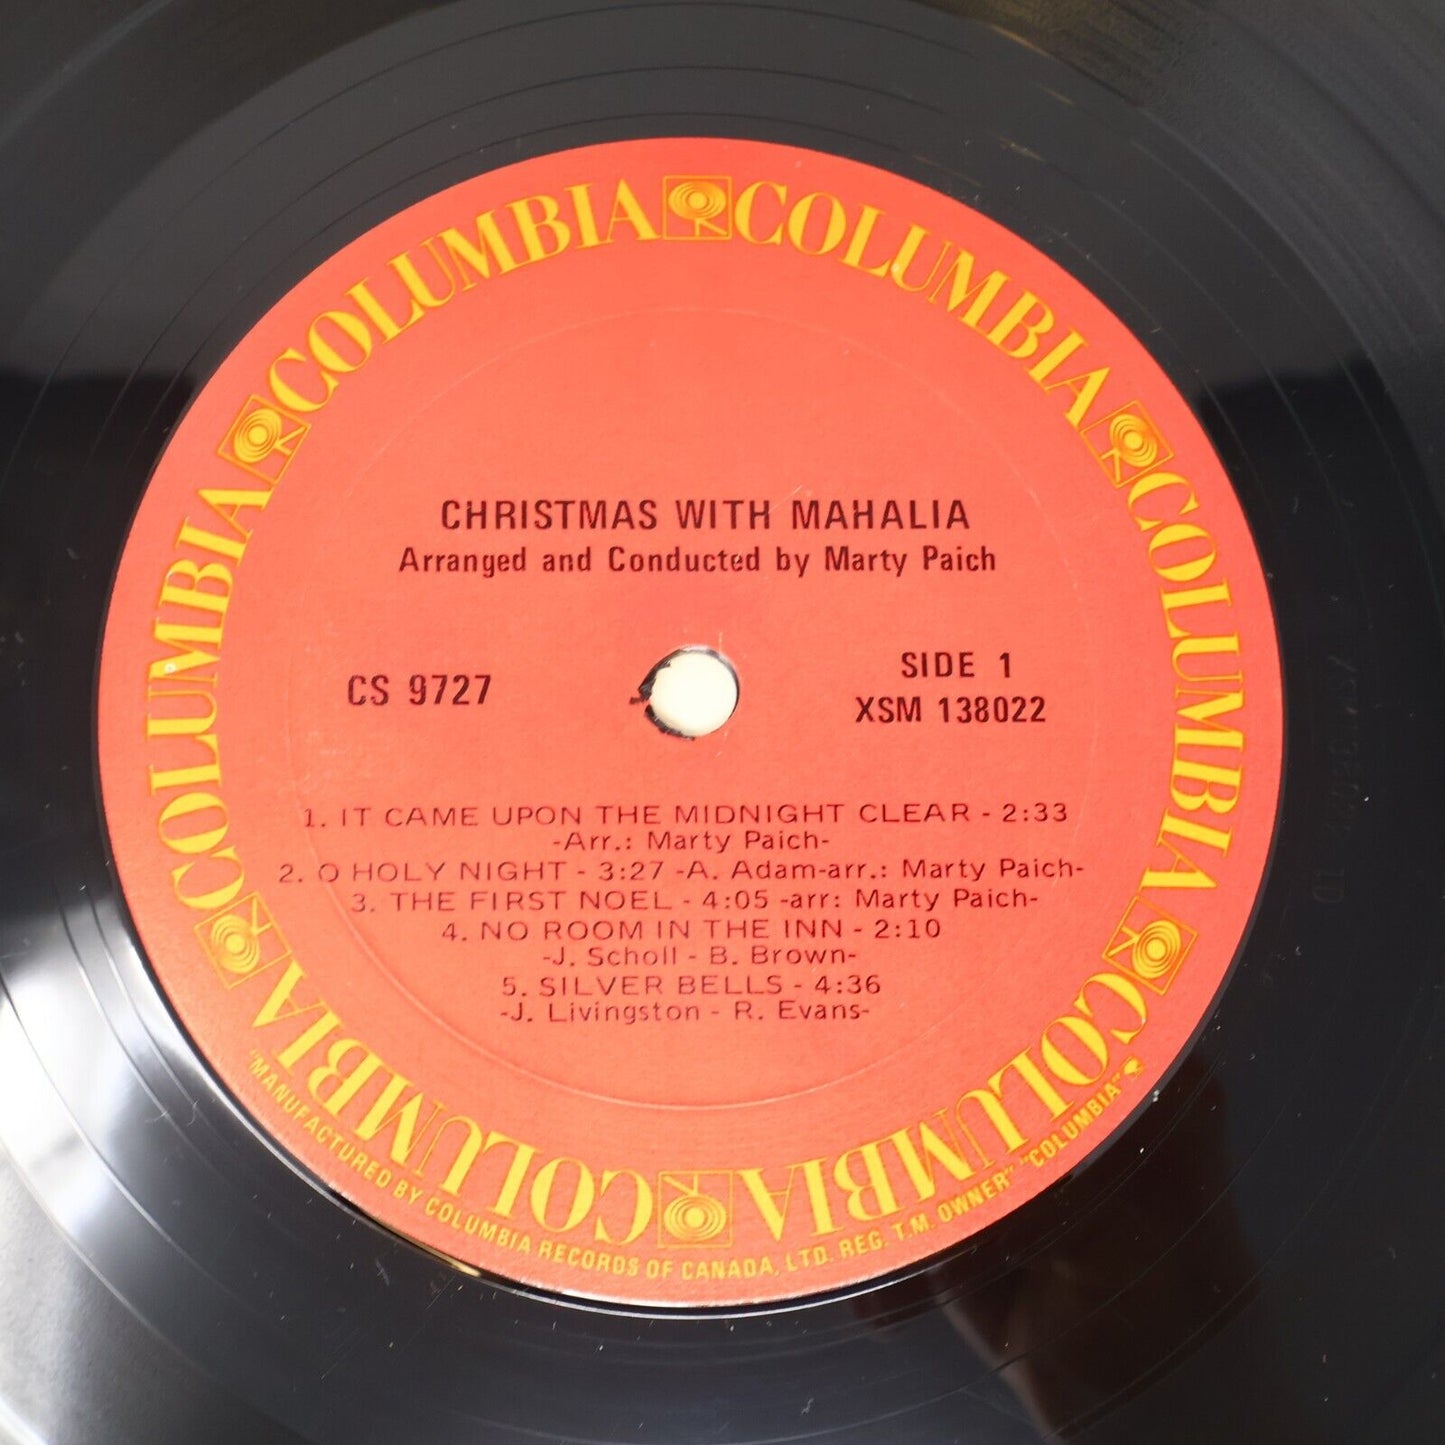 COLUMBIA COLUMBIA COLUMBIA COLUMBIA COLUMBIA COLUMBIA
CHRISTMAS WITH MAHALIA
Arranged and Conducted by Marty Paich
CS 9727
SIDE 1
XSM 138022
1. IT CAME UPON THE MIDNIGHT CLEAR - 2:33
-Arr.: Marty Paich-
2. O HOLY NIGHT - 3:27 -A. Adam-arr.: Marty Paich-
3. THE FIRST NOEL - 4:05 -arr: Marty Paich-
4. NO ROOM IN THE INN - 2:10
-J. Scholl - B. Brown-
5. SILVER BELLS - 4:36
-J. Livingston - R. Evans-
"MANUFACTURED BY COLUMBIA RECORDS OF CANADA, LTD. REG. T.M. OWNER" "COLUMBIA"